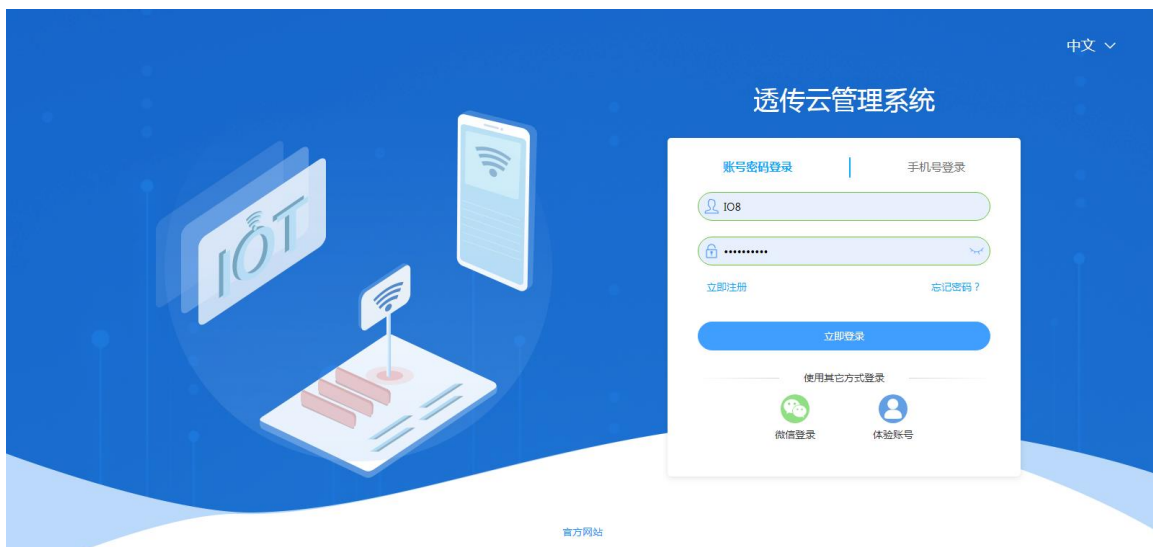 中文
透传云管理系统
账号密码登录 手机号登录
IO8
••••••••••
立即注册 忘记密码？
立即登录
使用其它方式登录
微信登录 体验账号
IOT
官方网站